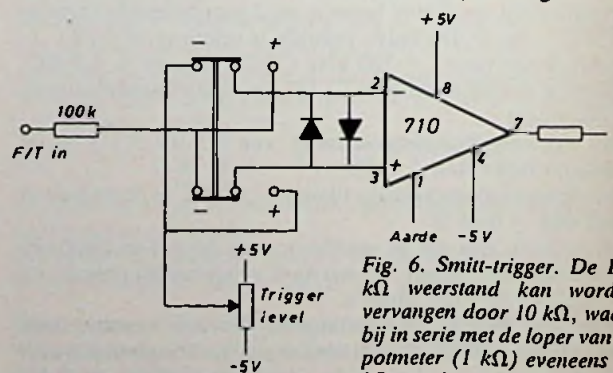 +5V
- +
100k
F/T in
2 -
8
710
7
+
3
4
1
- +
Aarde -5V
+5V
Trigger
level
-5V
Fig. 6. Smitt-trigger. De
kΩ weerstand kan
vervangen door 10 kΩ,
bij in serie met de loper van
potmeter (1 kΩ) eveneens